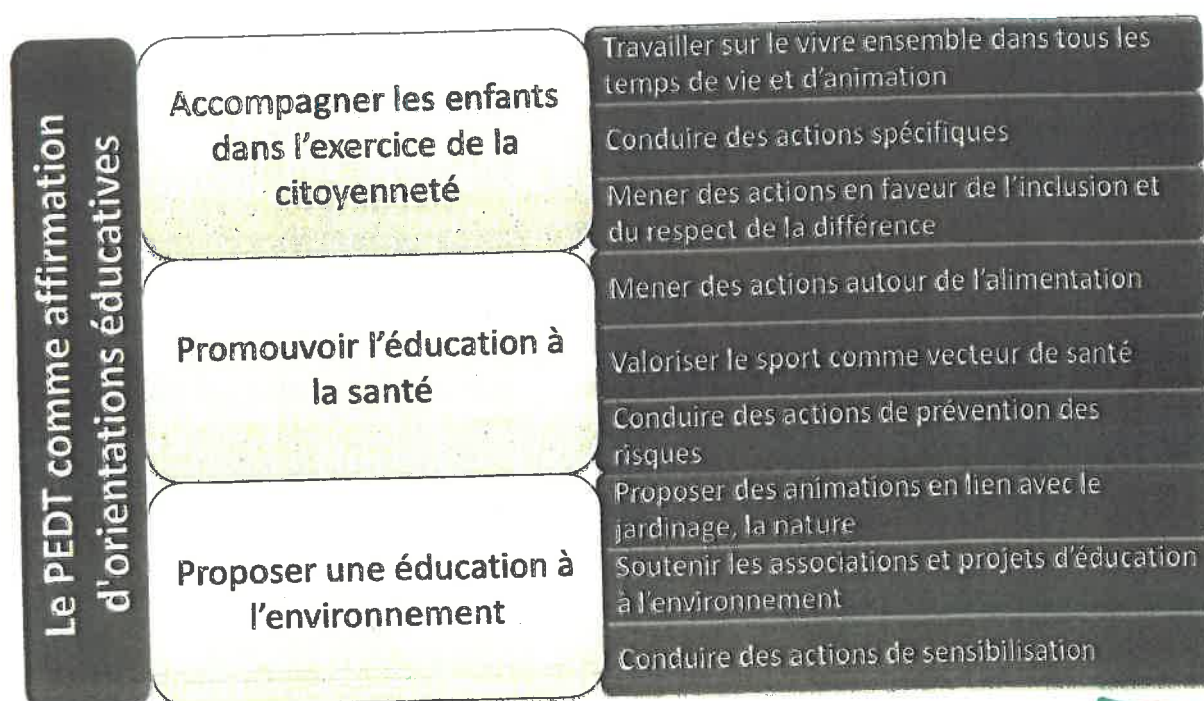 Le PEDT comme affirmation
d'orientations éducatives
Accompagner les enfants
dans l'exercice de la
citoyenneté
Travailler sur le vivre ensemble dans tous les
temps de vie et d'animation
Conduire des actions spécifiques
Mener des actions en faveur de l'inclusion et
du respect de la différence
Promouvoir l'éducation à
la santé
Mener des actions autour de l'alimentation
Valoriser le sport comme vecteur de santé
Conduire des actions de prévention des
risques
Proposer une éducation à
l'environnement
Proposer des animations en lien avec le
jardinage, la nature
Soutenir les associations et projets d'éducation
à l'environnement
Conduire des actions de sensibilisation